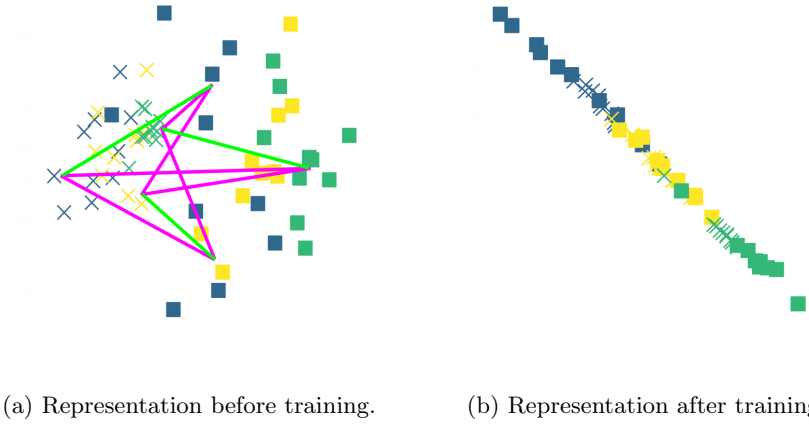 (a) Representation before training.
(b) Representation after training